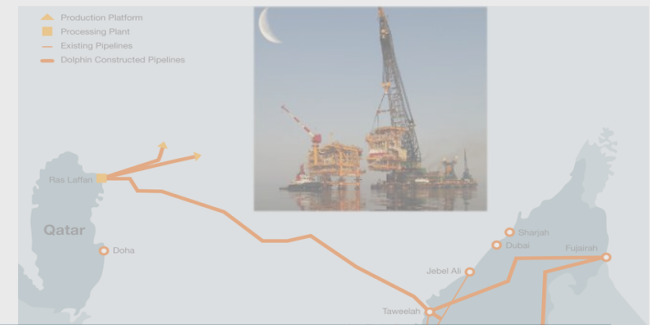 Production Platform
Processing Plant
Existing Pipelines
Dolphin Constructed Pipelines
Ras Laffan
Qatar
Doha
Sharjah
Dubai
Fujairah
Jebel Ali
Taweelah